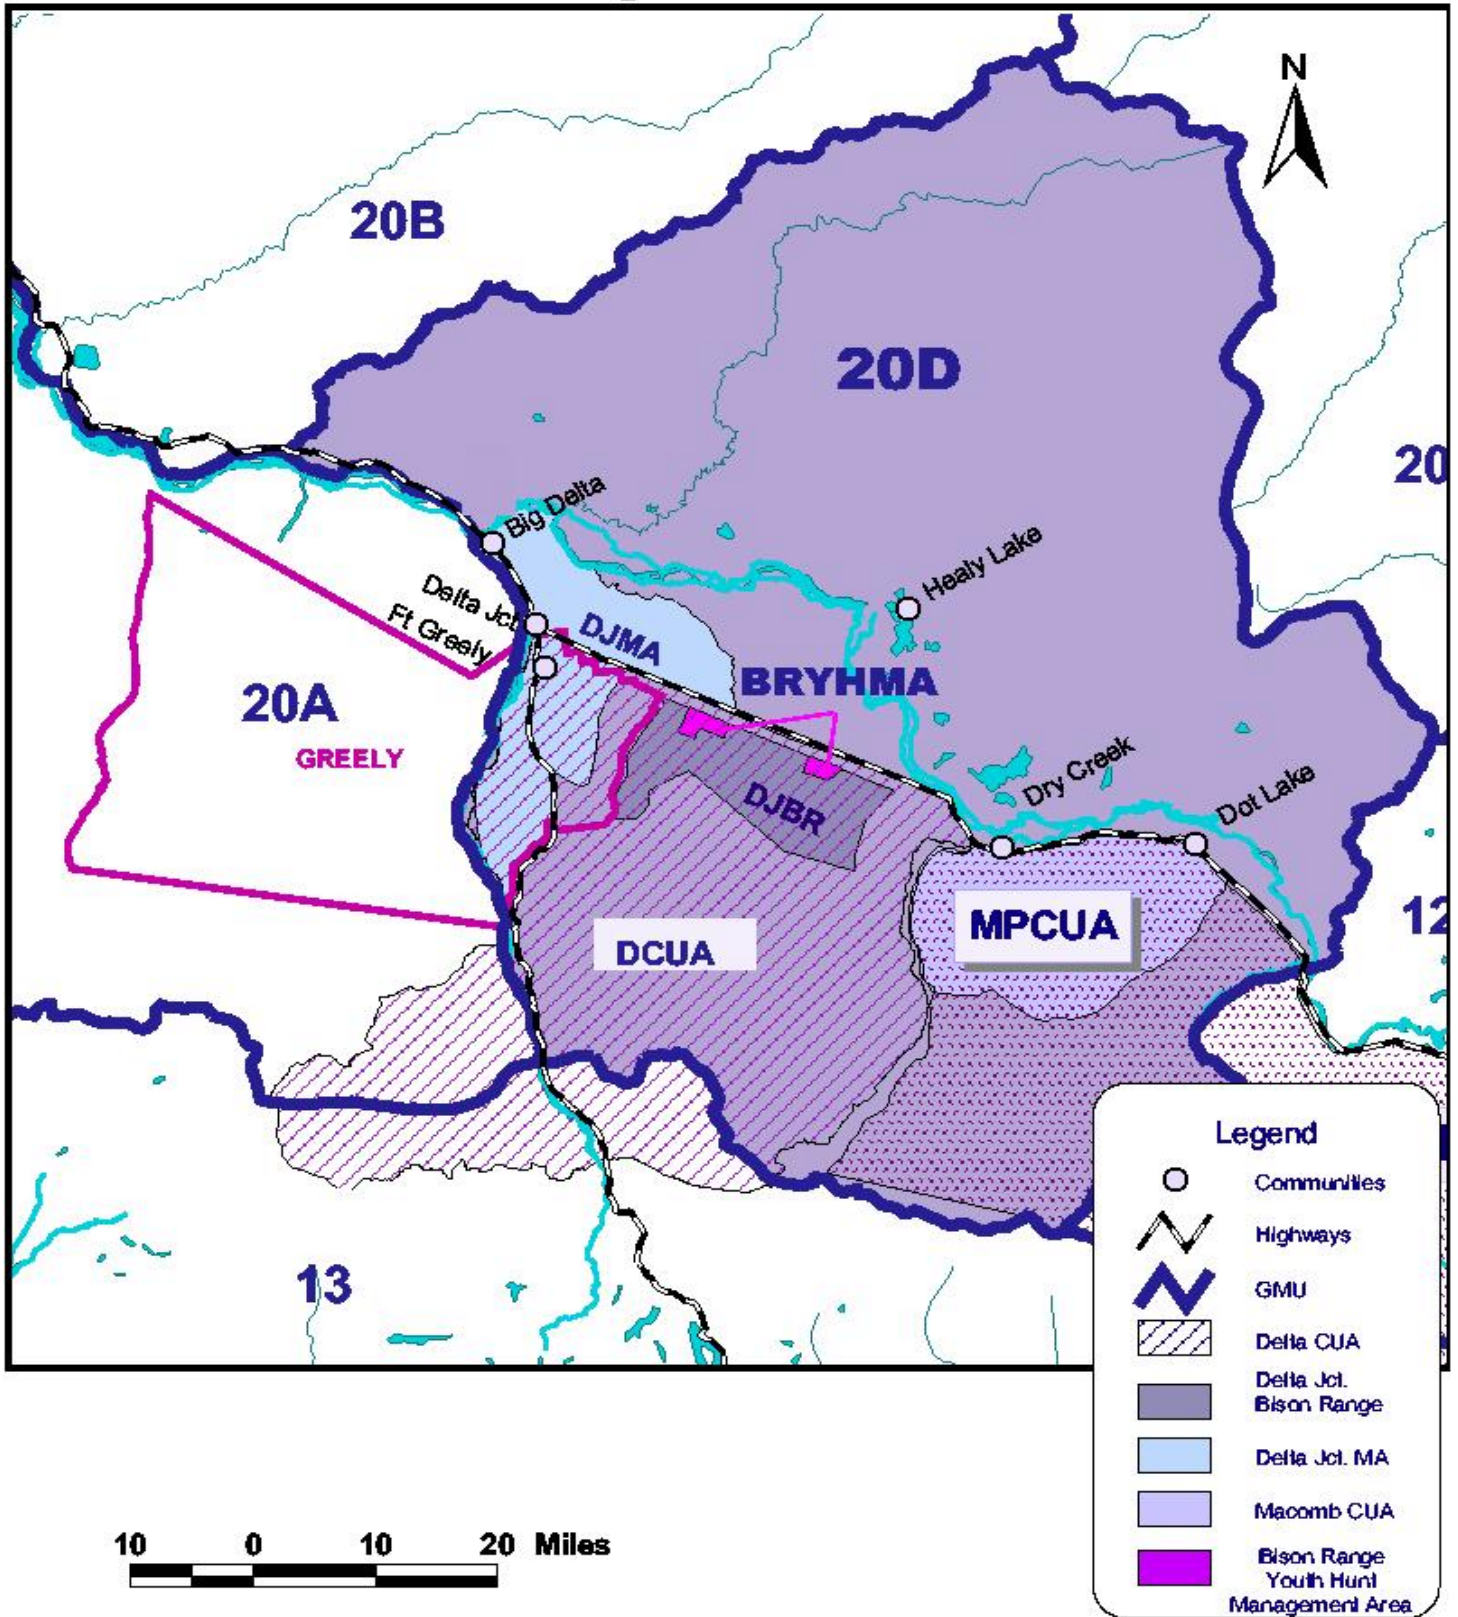 N
20B
20D
20
Big Delta
Healy Lake
Delta Jct
Ft Greely
DJMA
BRYHMA
20A
GREELY
Dry Creek
Dot Lake
DJBR
MPCUA
12
DCUA
13
Legend
Communities
Highways
GMU
Delta CUA
Delta Jct.
Bison Range
Delta Jct. MA
Macomb CUA
Bison Range
Youth Hunt
Management Area
10 0 10 20 Miles